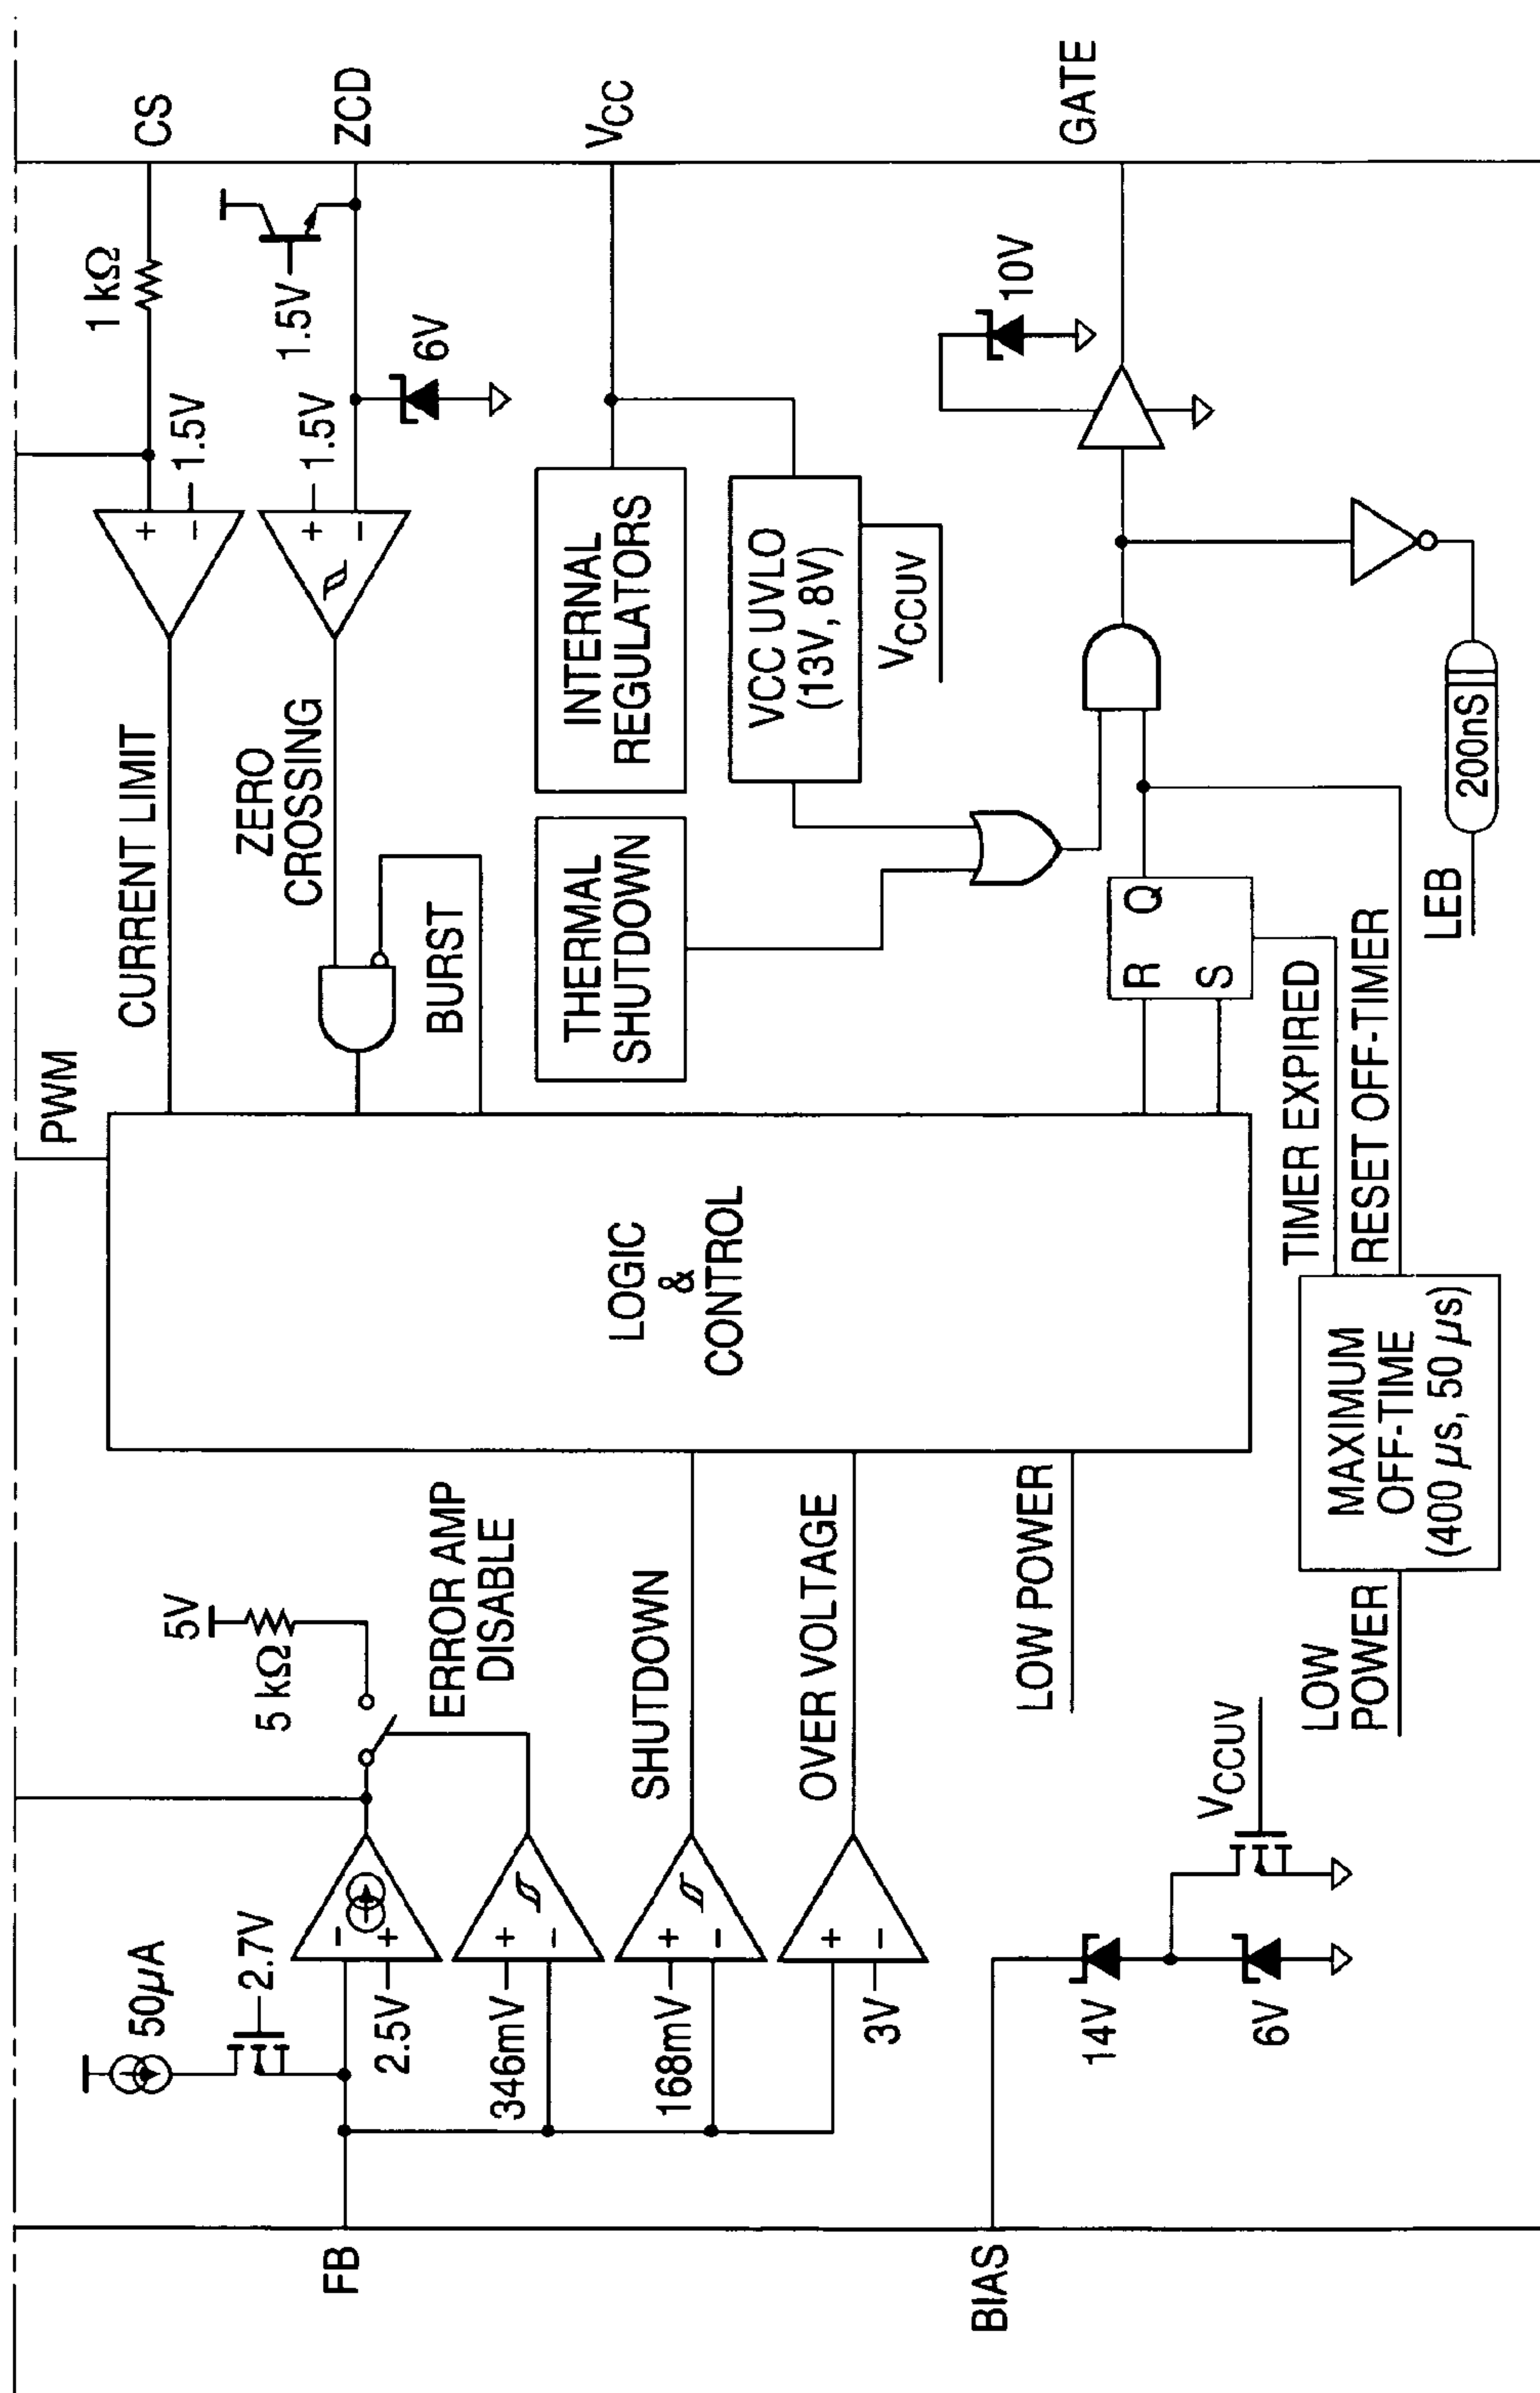 PWM
CS
1 kΩ
1.5V
CURRENT LIMIT
ZCD
1.5V
1.5V
6V
ZERO
CROSSING
BURST
VCC
INTERNAL
REGULATORS
THERMAL
SHUTDOWN
VCC UVLO
(13V, 8V)
VCCUV
GATE
10V
R Q
S
LEB
200nS
TIMER EXPIRED
RESET OFF-TIMER
MAXIMUM
OFF-TIME
(400 µs, 50 µs)
LOW
POWER
LOGIC
&
CONTROL
5V
5 kΩ
ERROR AMP
DISABLE
SHUTDOWN
OVER VOLTAGE
LOW POWER
50µA
2.7V
2.5V
346mV
168mV
3V
FB
BIAS
14V
6V
VCCUV
+
−
+
−
−
+
+
−
+
−
+
−